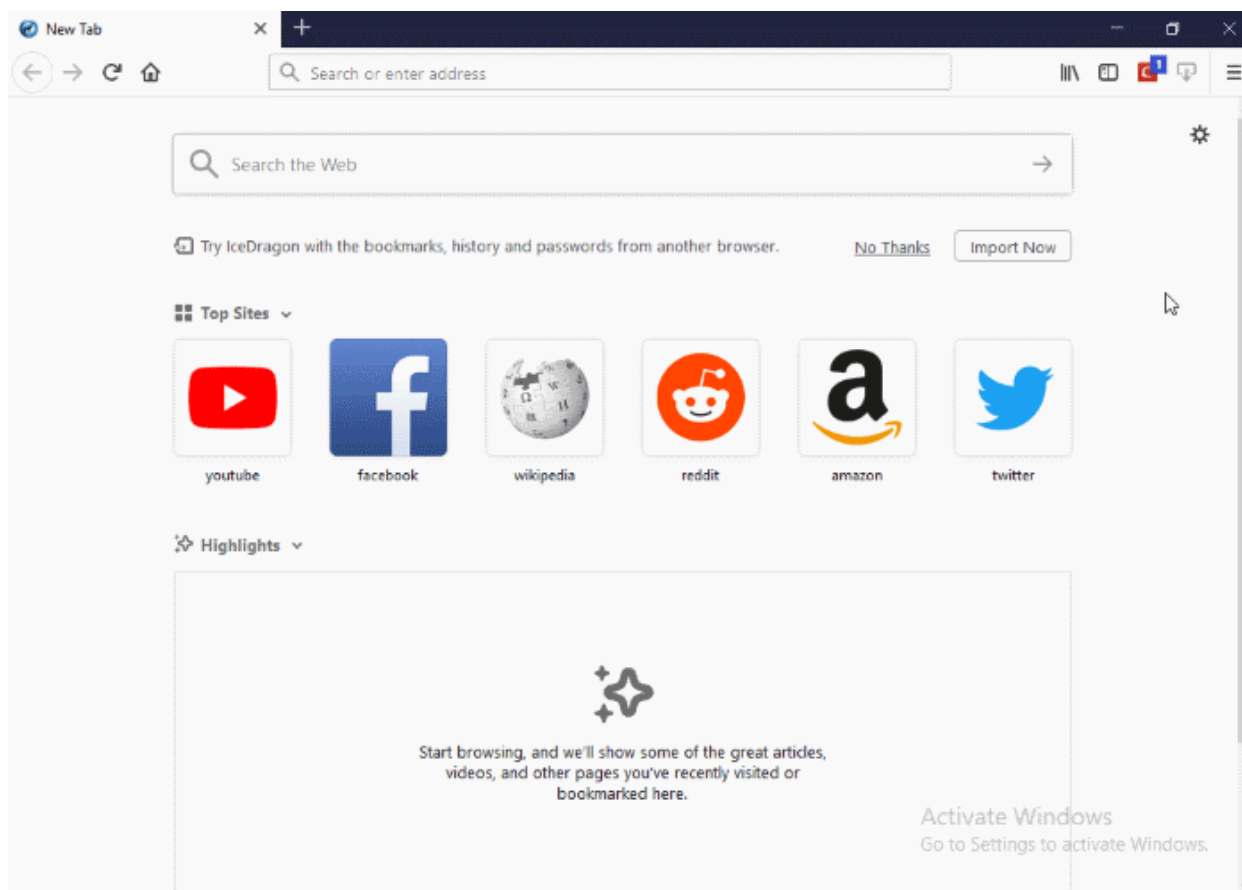 New Tab
Search or enter address
1
Search the Web
Try IceDragon with the bookmarks, history and passwords from another browser.
No Thanks
Import Now
Top Sites
youtube
facebook
wikipedia
reddit
amazon
twitter
Highlights
Start browsing, and we'll show some of the great articles,
videos, and other pages you've recently visited or
bookmarked here.
Activate Windows
Go to Settings to activate Windows.